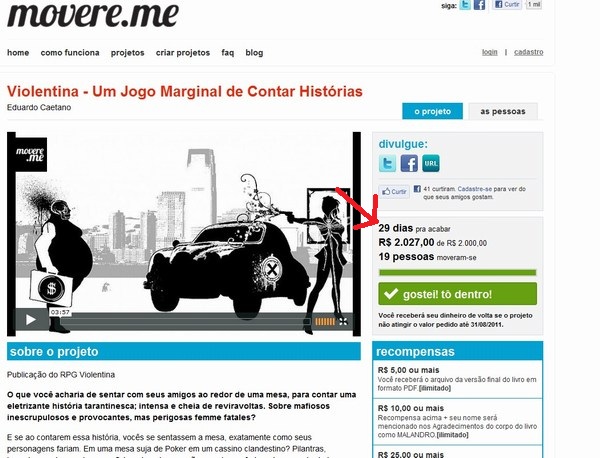 movere.me
siga:
Curtir
1 mil
home como funciona projetos criar projetos faq blog
login | cadastro
Violentina - Um Jogo Marginal de Contar Histórias
Eduardo Caetano
o projeto
as pessoas
movere.me
$
03:57
divulgue:
URL
Curtir
41 curtiram. Cadastre-se para ver do
que seus amigos gostam.
29 dias pra acabar
R$ 2.027,00 de R$ 2.000,00
19 pessoas moveram-se
gostei! tô dentro!
Você receberá seu dinheiro de volta se o projeto
não atingir o valor pedido até 31/08/2011.
sobre o projeto
Publicação do RPG Violentina
O que você acharia de sentar com seus amigos ao redor de uma mesa, para contar uma
eletrizante história tarantinesca; intensa e cheia de reviravoltas. Sobre mafiosos
inescrupulosos e provocantes, mas perigosas femme fatales?
E se ao contarem essa história, vocês se sentassem a mesa, exatamente como seus
personagens fariam. Em uma mesa suja de Poker em um cassino clandestino? Pilantras,
recompensas
R$ 5,00 ou mais
Você receberá o arquivo da versão final do livro em
formato PDF.[ilimitado]
R$ 10,00 ou mais
Recompensa acima + seu nome será
mencionado nos Agradecimentos do corpo do livro
como MALANDRO.[ilimitado]
R$ 25,00 ou mais